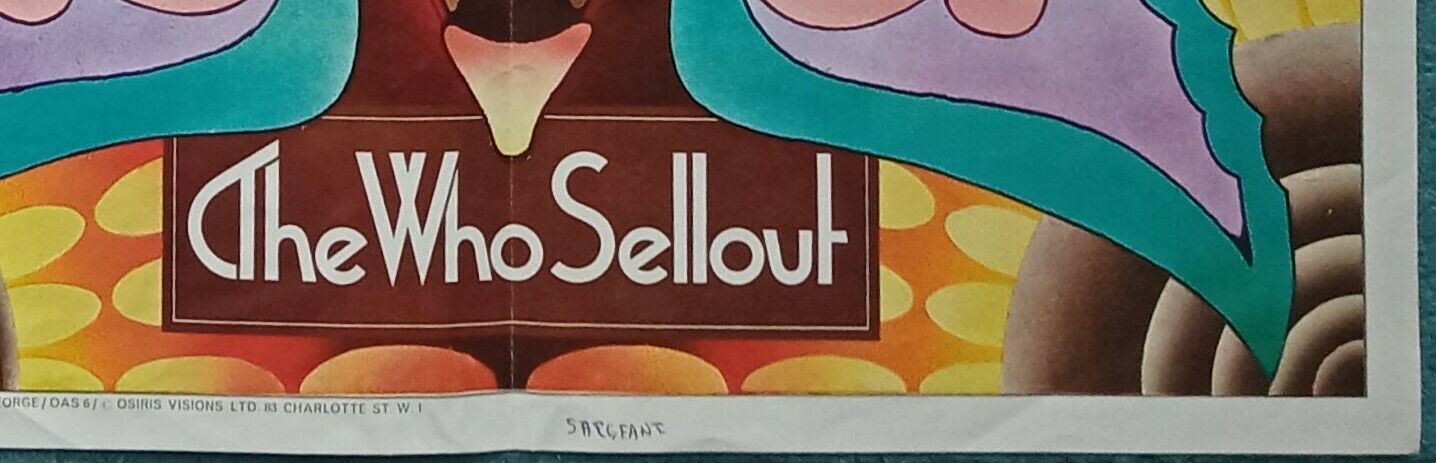 The Who Sellout
ORGE/OAS 6/ © OSIRIS VISIONS LTD. 83 CHARLOTTE ST. W. 1
SARGEANT